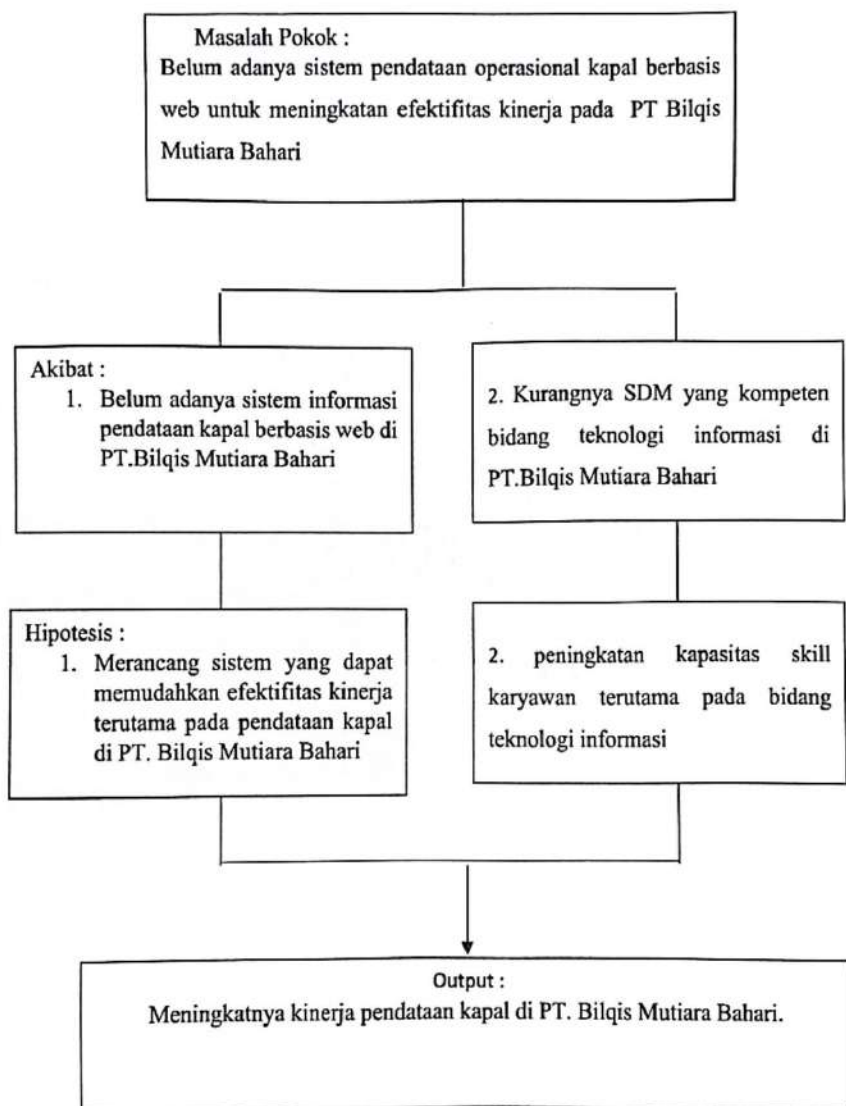 Masalah Pokok :
Belum adanya sistem pendataan operasional kapal berbasis
web untuk meningkatan efektifitas kinerja pada PT Bilqis
Mutiara Bahari
Akibat :
1. Belum adanya sistem informasi
pendataan kapal berbasis web di
PT.Bilqis Mutiara Bahari
2. Kurangnya SDM yang kompeten
bidang teknologi informasi di
PT.Bilqis Mutiara Bahari
Hipotesis :
1. Merancang sistem yang dapat
memudahkan efektifitas kinerja
terutama pada pendataan kapal
di PT. Bilqis Mutiara Bahari
2. peningkatan kapasitas skill
karyawan terutama pada bidang
teknologi informasi
Output :
Meningkatnya kinerja pendataan kapal di PT. Bilqis Mutiara Bahari.